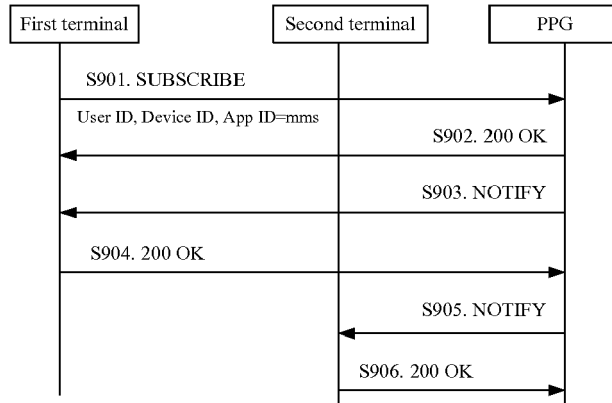 First terminal
Second terminal
PPG
S901. SUBSCRIBE
User ID, Device ID, App ID=mms
S902. 200 OK
S903. NOTIFY
S904. 200 OK
S905. NOTIFY
S906. 200 OK